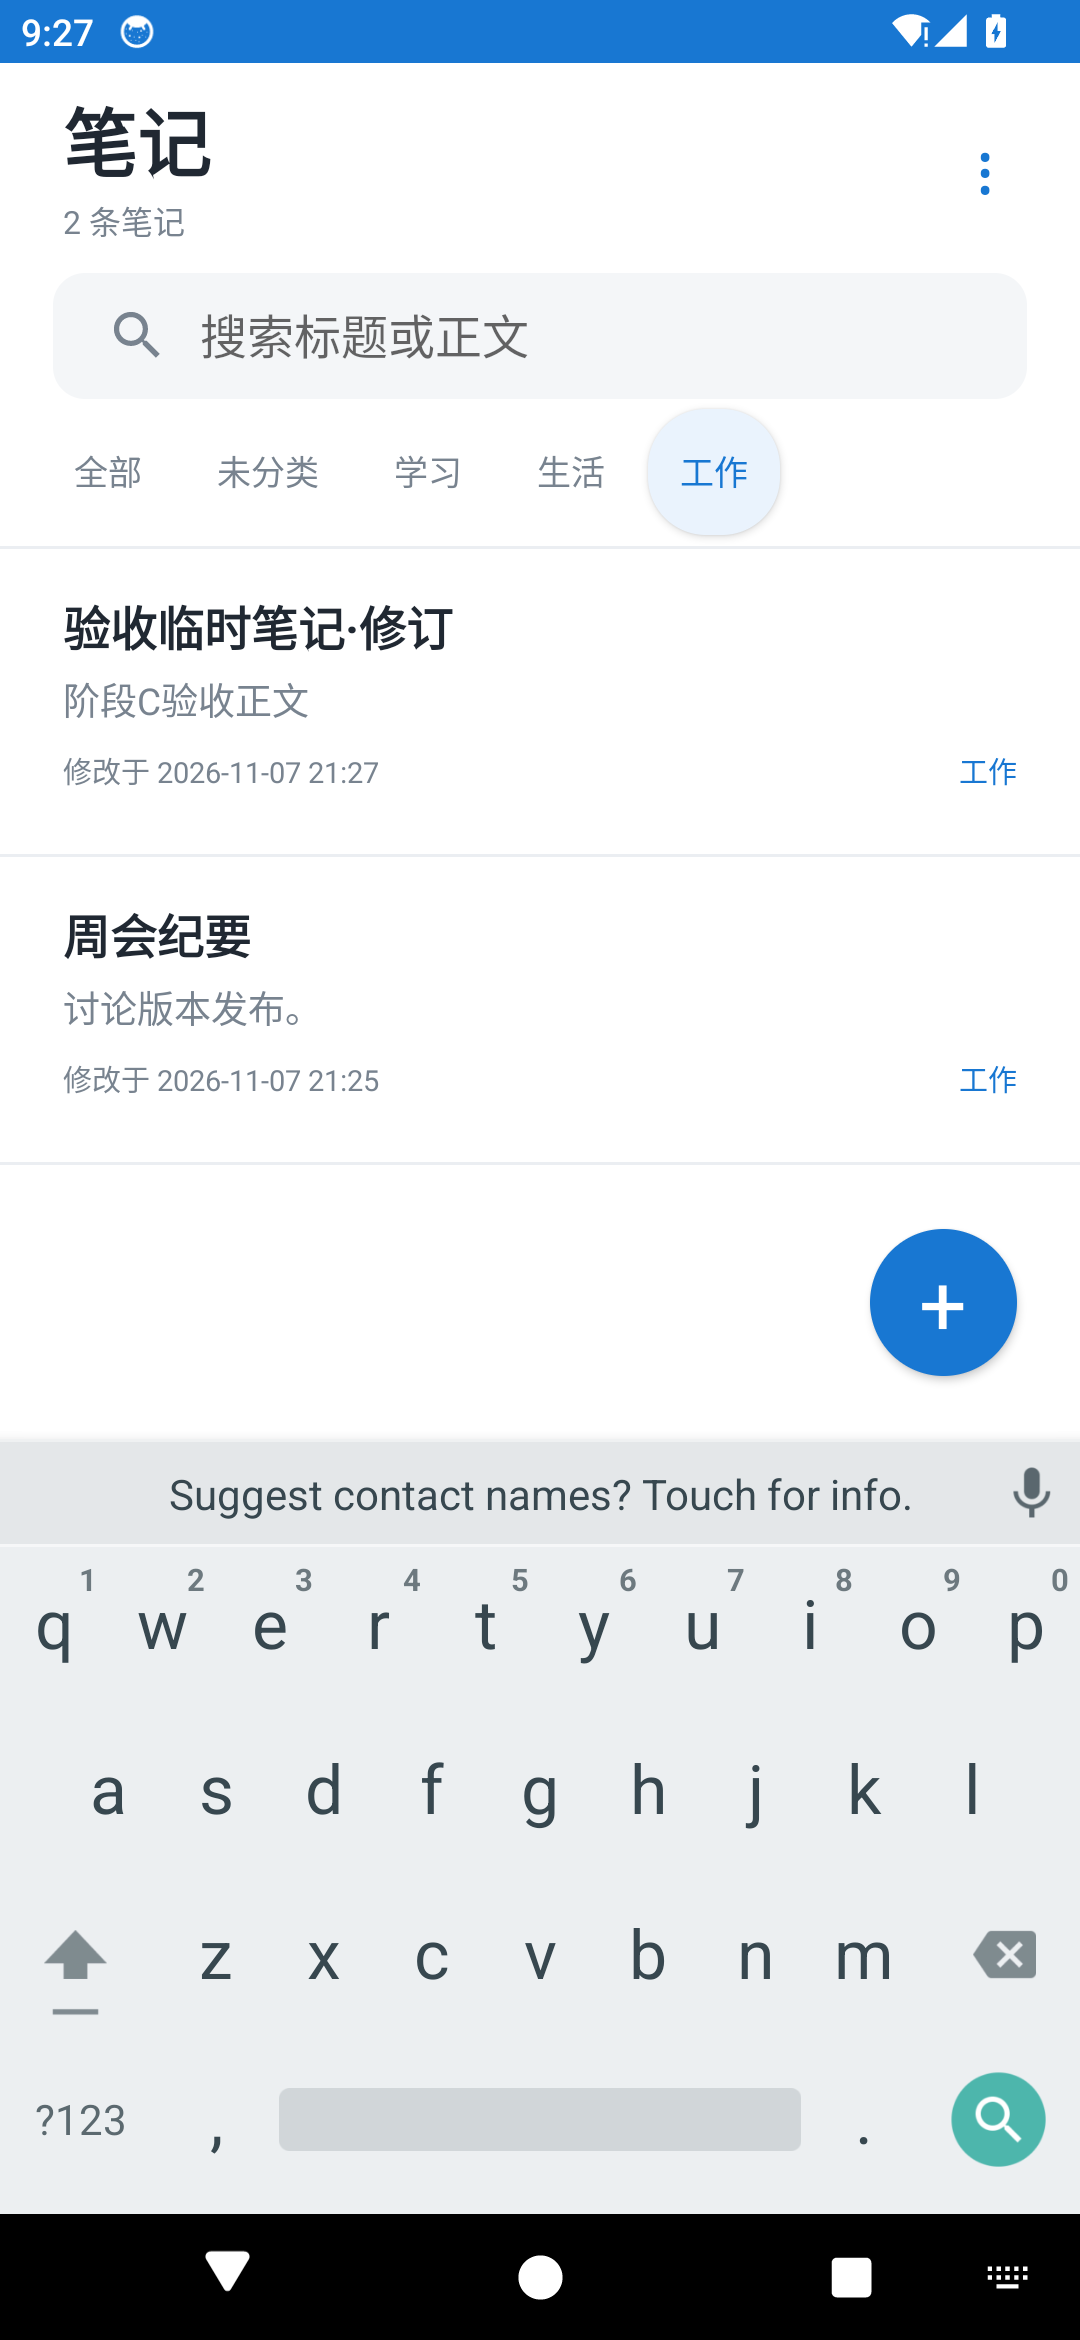 9:27
笔记
2 条笔记
搜索标题或正文
全部 未分类 学习 生活 工作
验收临时笔记·修订
阶段C验收正文
修改于 2026-11-07 21:27 工作
周会纪要
讨论版本发布。
修改于 2026-11-07 21:25 工作
+
Suggest contact names? Touch for info.
1 2 3 4 5 6 7 8 9 0
q w e r t y u i o p
a s d f g h j k l
z x c v b n m
?123 , .